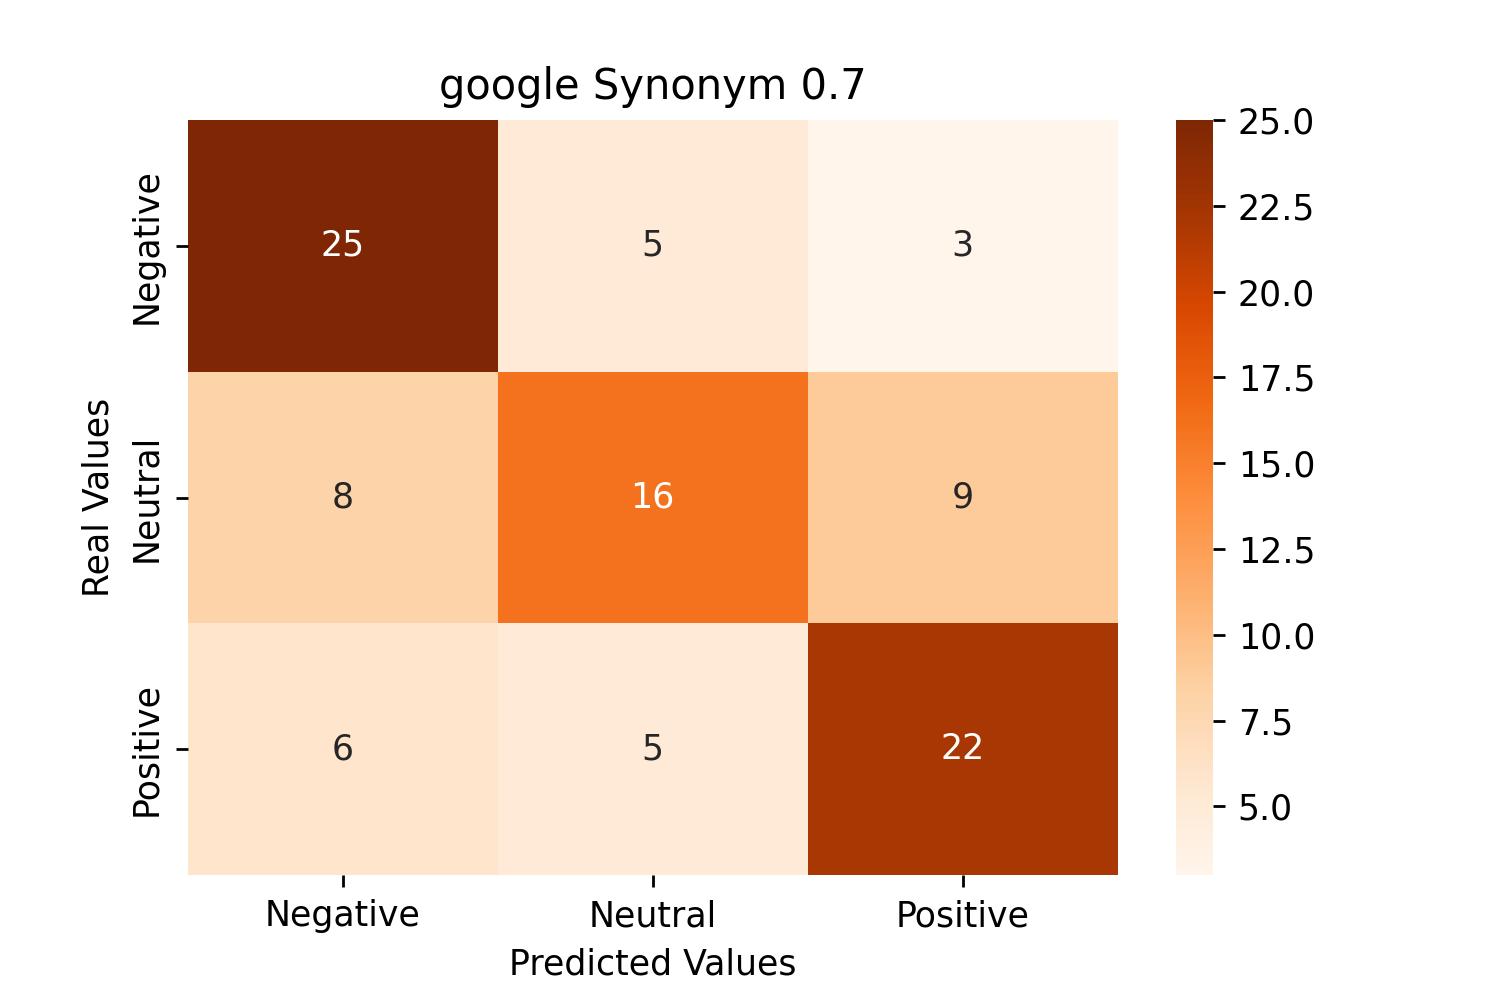 google Synonym 0.7
Real Values
Negative
25 5 3
Neutral
8 16 9
Positive
6 5 22
Negative Neutral Positive
Predicted Values
25.0
22.5
20.0
17.5
15.0
12.5
10.0
7.5
5.0